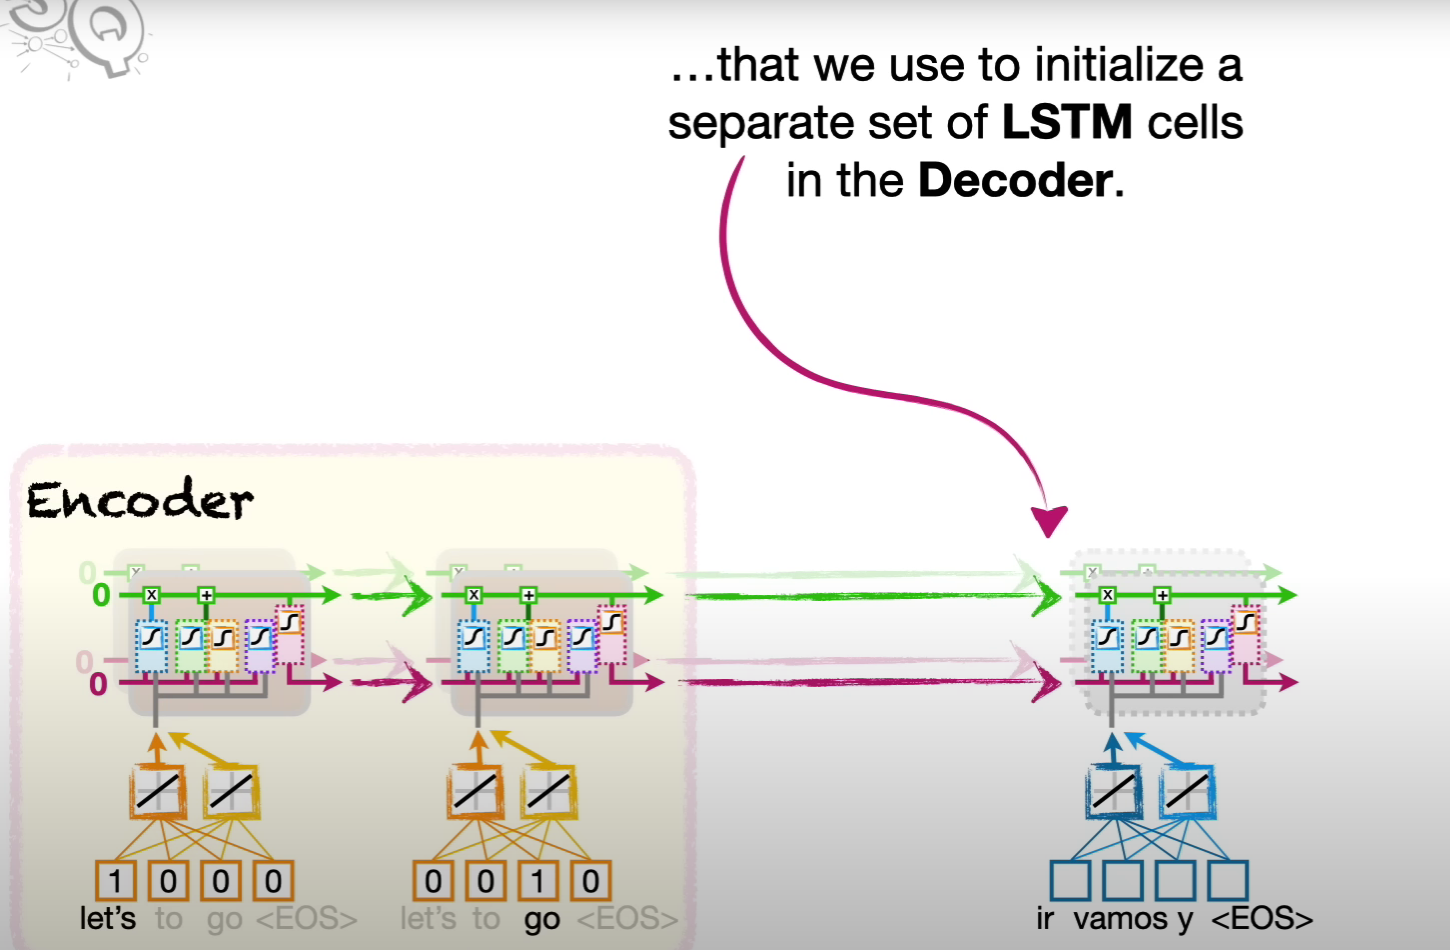 SQ
…that we use to initialize a
separate set of LSTM cells
in the Decoder.
Encoder
0 X +
0 X + X + X +
0
0
1 0 0 0 0 0 1 0
let's to go <EOS> let's to go <EOS> ir vamos y <EOS>